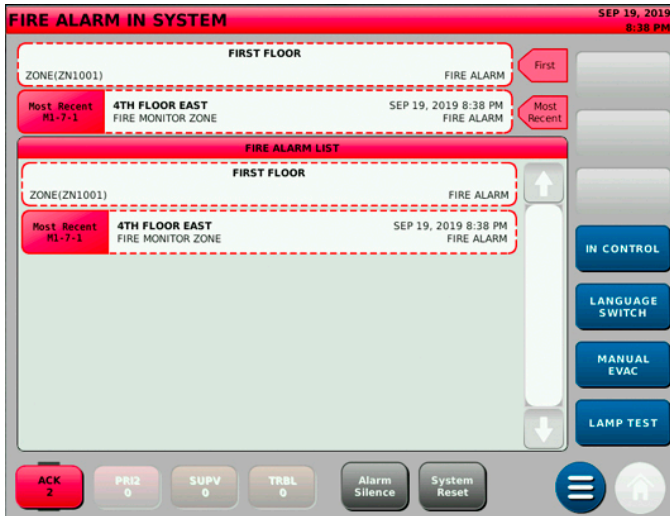 FIRE ALARM IN SYSTEM
SEP 19, 2019
8:38 PM
FIRST FLOOR
ZONE(ZN1001) FIRE ALARM
First
Most Recent 4TH FLOOR EAST SEP 19, 2019 8:38 PM
M1-7-1 FIRE MONITOR ZONE FIRE ALARM
Most
Recent
FIRE ALARM LIST
FIRST FLOOR
ZONE(ZN1001) FIRE ALARM
Most Recent 4TH FLOOR EAST SEP 19, 2019 8:38 PM
M1-7-1 FIRE MONITOR ZONE FIRE ALARM
IN CONTROL
LANGUAGE
SWITCH
MANUAL
EVAC
LAMP TEST
ACK
2
PRI2
0
SUPV
0
TRBL
0
Alarm
Silence
System
Reset